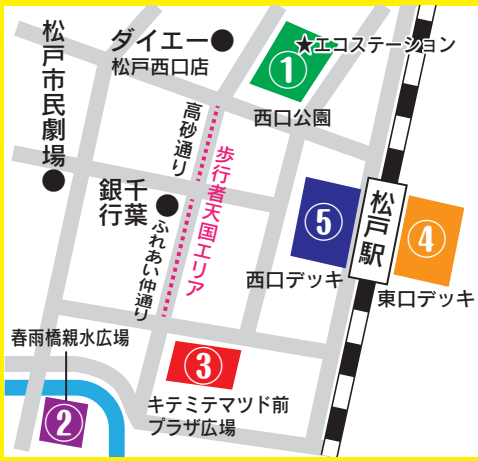 松戸市民劇場
ダイエー
松戸西口店
★エコステーション
①
西口公園
高砂通り
歩行者天国エリア
千葉
銀行
ふれあい仲通り
⑤
西口デッキ
松戸駅
④
東口デッキ
春雨橋親水広場
②
③
キテミテマツド前
プラザ広場